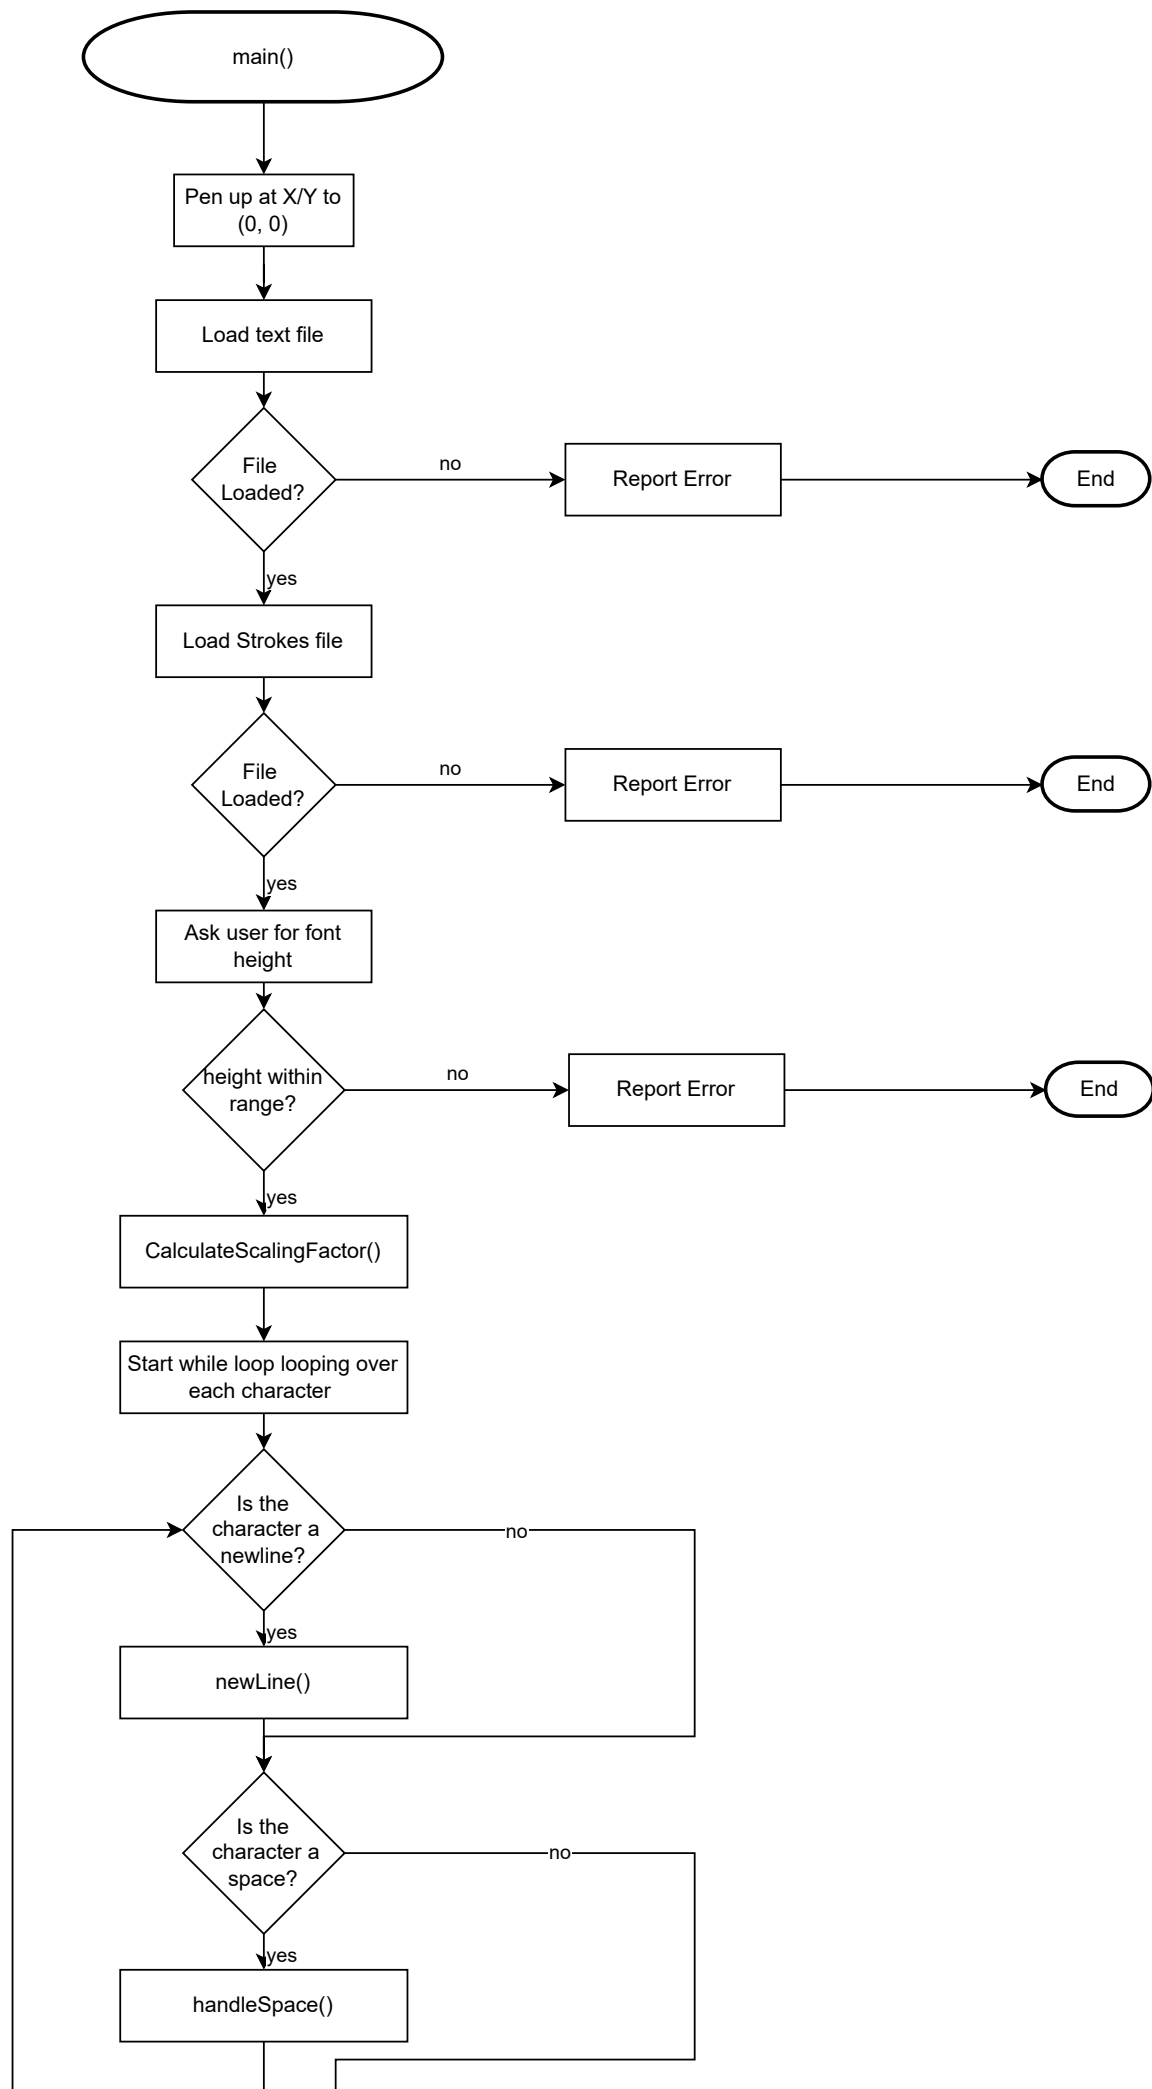 main()
Pen up at X/Y to
(0, 0)
Load text file
File
Loaded?
no
Report Error
End
yes
Load Strokes file
File
Loaded?
no
Report Error
End
yes
Ask user for font
height
height within
range?
no
Report Error
End
yes
CalculateScalingFactor()
Start while loop looping over
each character
Is the
character a
newline?
no
yes
newLine()
Is the
character a
space?
no
yes
handleSpace()